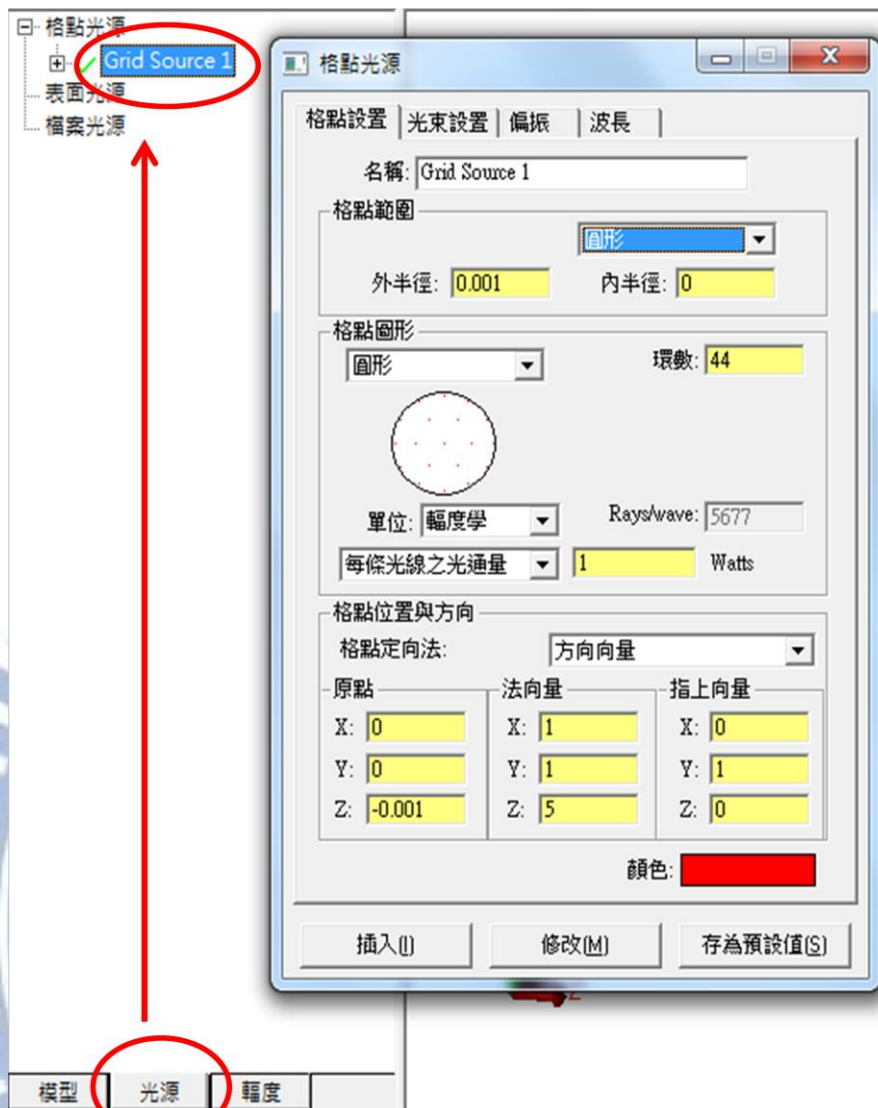 格點光源
Grid Source 1
表面光源
檔案光源
格點光源
格點設置 光束設置 偏振 波長
名稱: Grid Source 1
格點範圍
圓形
外半徑: 0.001 內半徑: 0
格點圖形
圓形 環數: 44
單位: 輻度學 Rays/wave: 5677
每條光線之光通量 1 Watts
格點位置與方向
格點定向法: 方向向量
原點 法向量 指上向量
X: 0 X: 1 X: 0
Y: 0 Y: 1 Y: 1
Z: -0.001 Z: 5 Z: 0
顏色:
插入(I) 修改(M) 存為預設值(S)
Z
模型 光源 輻度